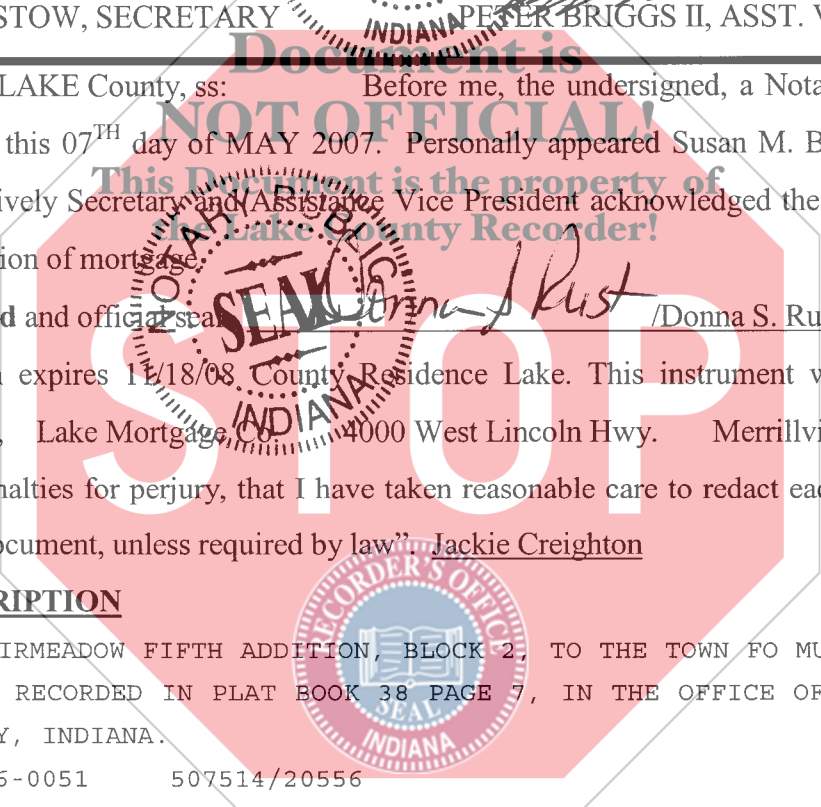 STOW, SECRETARY PETER BRIGGS II, ASST. V
INDIANA
Document is
LAKE County, ss: Before me, the undersigned, a Nota
NOT OFFICIAL!
this 07TH day of MAY 2007. Personally appeared Susan M. B
This Document is the property of
ively Secretary and Assistance Vice President acknowledged the
the Lake County Recorder!
ion of mortgage.
NOTARY PUBLIC
SEAL
INDIANA
d and official seal Donna S Rust /Donna S. Ru
expires 11/18/08 County Residence Lake. This instrument w
STOP
, Lake Mortgage Co. 4000 West Lincoln Hwy. Merrillvi
nalties for perjury, that I have taken reasonable care to redact eac
ocument, unless required by law”. Jackie Creighton
RECORDER'S OFFICE
SEAL
INDIANA
RIPTION
IRMEADOW FIFTH ADDITION, BLOCK 2, TO THE TOWN FO MU
RECORDED IN PLAT BOOK 38 PAGE 7, IN THE OFFICE OF
Y, INDIANA.
6-0051 507514/20556